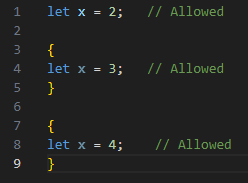 1 let x = 2;   // Allowed
2
3 {
4 let x = 3;   // Allowed
5 }
6
7 {
8 let x = 4;    // Allowed
9 }